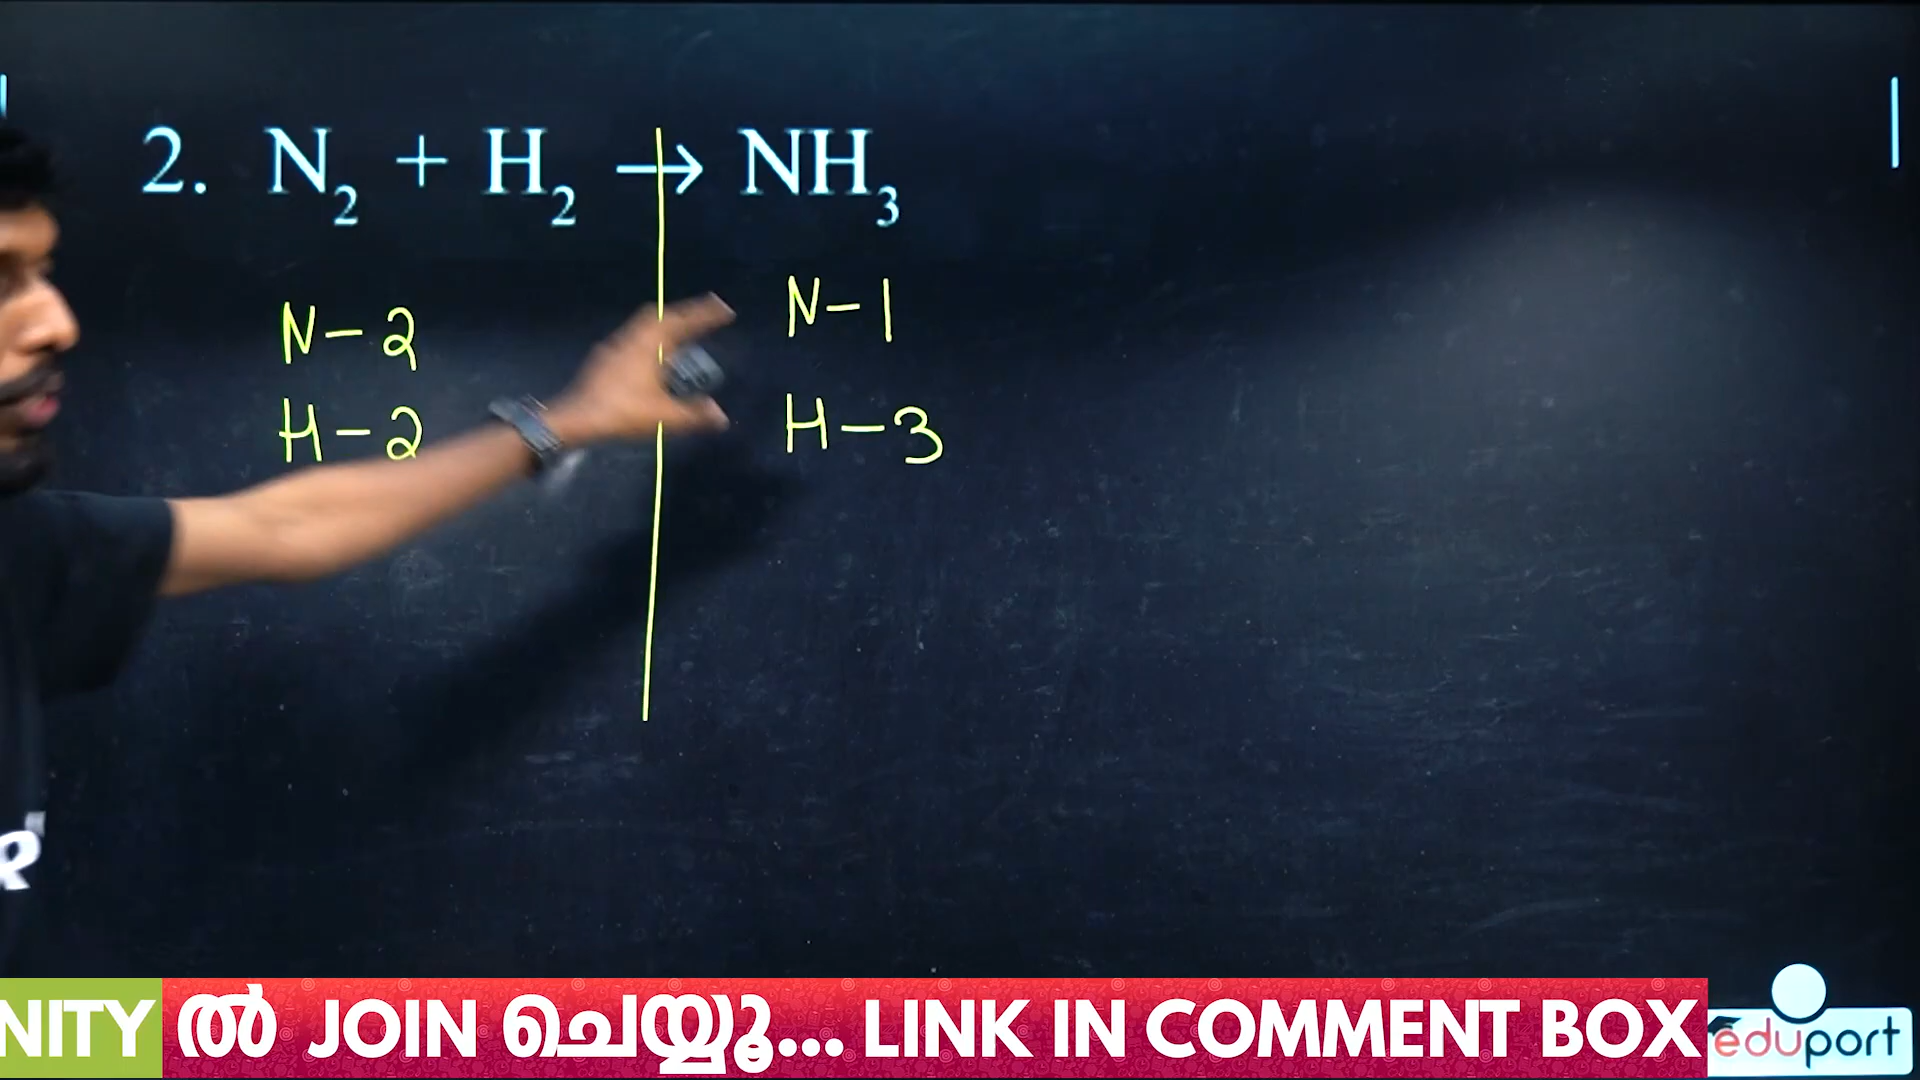 2. N₂ + H₂ → NH₃
N-2
N-1
H-2
H-3
NITY ൽ JOIN ചെയ്യൂ... LINK IN COMMENT BOX
eduport